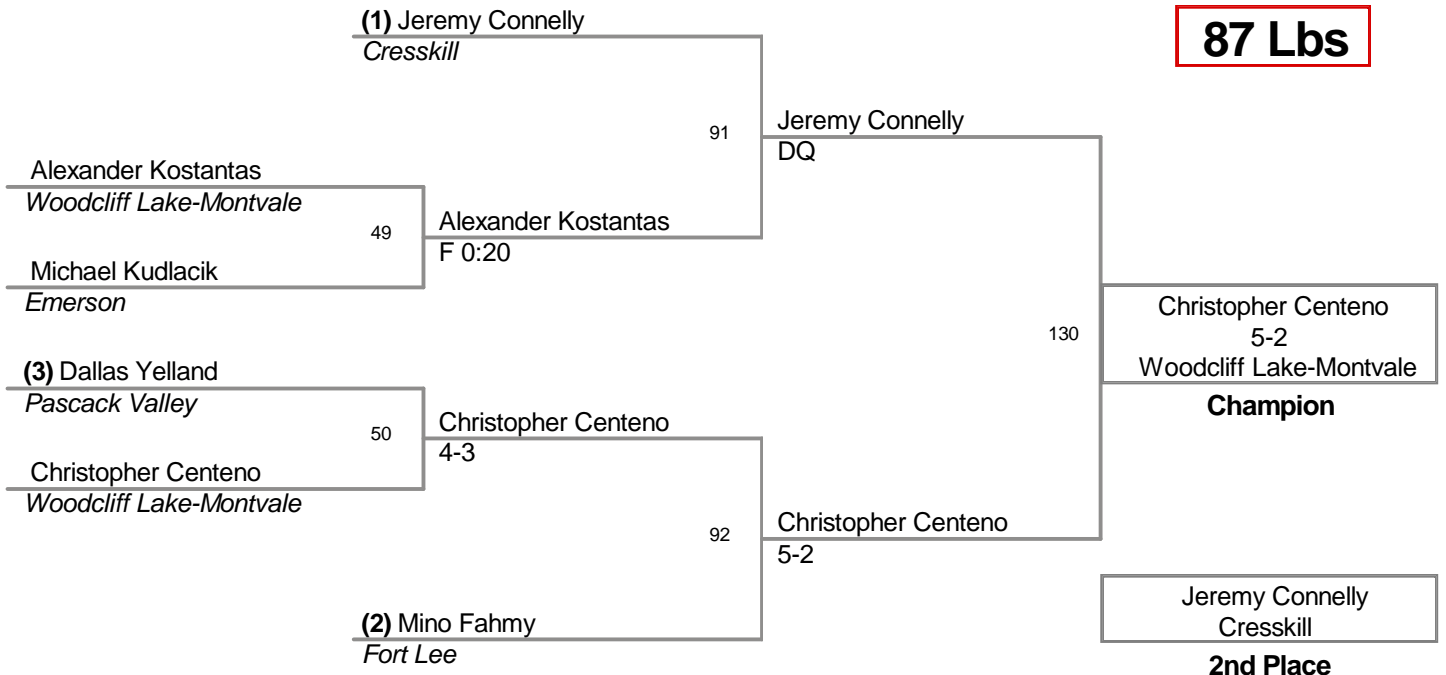 (1) Jeremy Connelly
Cresskill
87 Lbs
91
Jeremy Connelly
DQ
Alexander Kostantas
Woodcliff Lake-Montvale
49
Alexander Kostantas
F 0:20
Michael Kudlacik
Emerson
130
Christopher Centeno
5-2
Woodcliff Lake-Montvale
Champion
(3) Dallas Yelland
Pascack Valley
50
Christopher Centeno
4-3
Christopher Centeno
Woodcliff Lake-Montvale
92
Christopher Centeno
5-2
(2) Mino Fahmy
Fort Lee
Jeremy Connelly
Cresskill
2nd Place